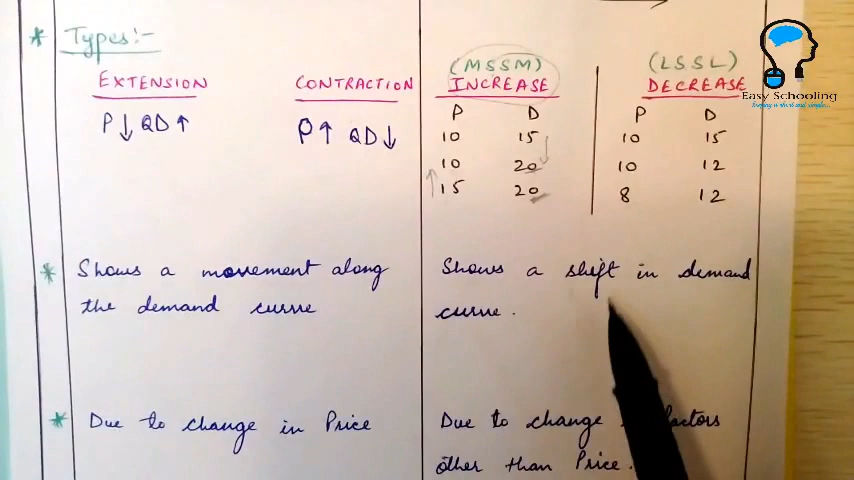 * Types :-
EXTENSION
CONTRACTION
P ↓ QD ↑
P ↑ QD ↓
(MSSM)
INCREASE
P D
10 15
10 20
15 20
(LSSL)
DECREASE
P D
10 15
10 12
8 12
* Shows a movement along
the demand curve
Shows a shift in demand
curve.
* Due to change in Price
Due to change factors
other than Price.
Easy Schooling